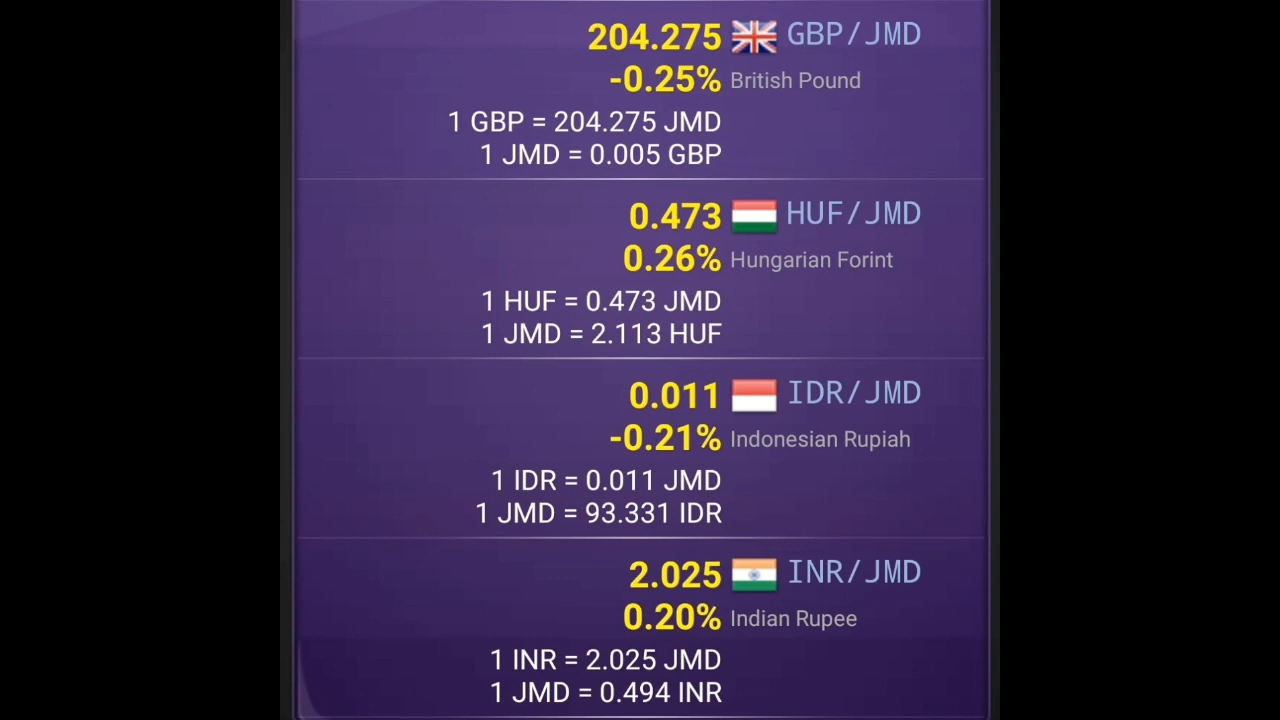 204.275 GBP/JMD
-0.25% British Pound
1 GBP = 204.275 JMD
1 JMD = 0.005 GBP
0.473 HUF/JMD
0.26% Hungarian Forint
1 HUF = 0.473 JMD
1 JMD = 2.113 HUF
0.011 IDR/JMD
-0.21% Indonesian Rupiah
1 IDR = 0.011 JMD
1 JMD = 93.331 IDR
2.025 INR/JMD
0.20% Indian Rupee
1 INR = 2.025 JMD
1 JMD = 0.494 INR